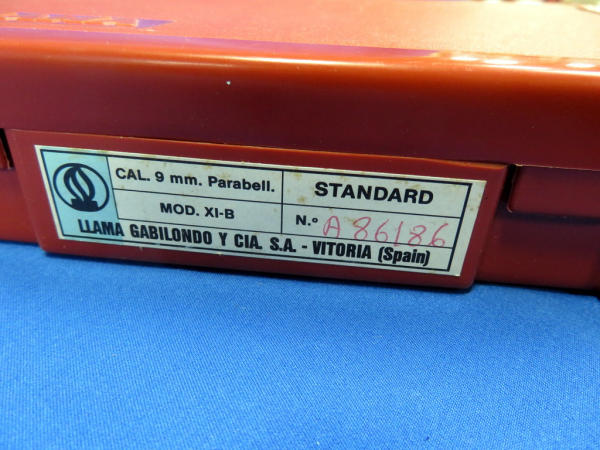 CAL. 9 mm. Parabell.
STANDARD
MOD. XI-B
N.º A 86186
LLAMA GABILONDO Y CIA. S.A. - VITORIA (Spain)